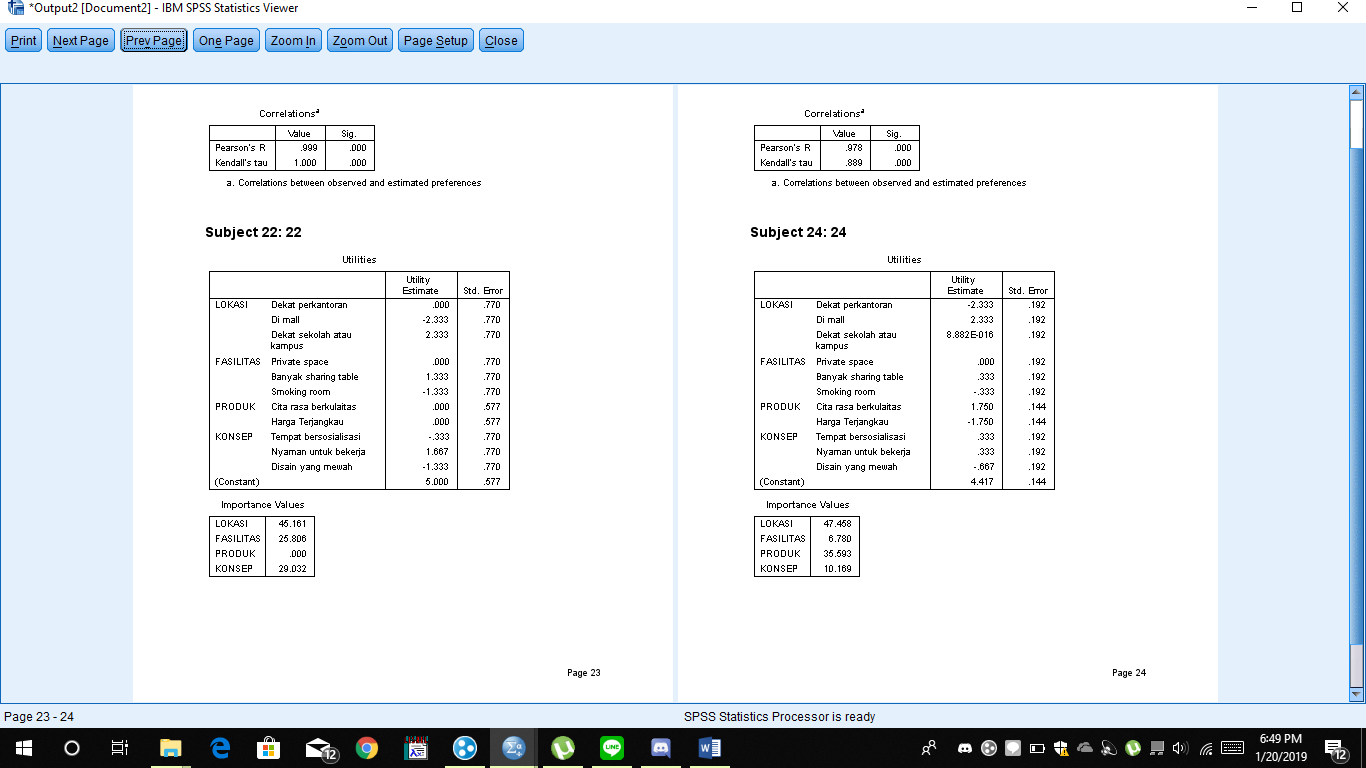 *Output2 [Document2] - IBM SPSS Statistics Viewer
Print Next Page Prev Page One Page Zoom In Zoom Out Page Setup Close
Correlationsa
Value Sig.
Pearson's R .999 .000
Kendall's tau 1.000 .000
a. Correlations between observed and estimated preferences
Subject 22: 22
Utilities
Utility
Estimate Std. Error
LOKASI Dekat perkantoran .000 .770
Di mall -2.333 .770
Dekat sekolah atau 2.333 .770
kampus
FASILITAS Private space .000 .770
Banyak sharing table 1.333 .770
Smoking room -1.333 .770
PRODUK Cita rasa berkulaitas .000 .577
Harga Terjangkau .000 .577
KONSEP Tempat bersosialisasi -.333 .770
Nyaman untuk bekerja 1.667 .770
Disain yang mewah -1.333 .770
(Constant) 5.000 .577
Importance Values
LOKASI 45.161
FASILITAS 25.806
PRODUK .000
KONSEP 29.032
Page 23
Correlationsa
Value Sig.
Pearson's R .978 .000
Kendall's tau .889 .000
a. Correlations between observed and estimated preferences
Subject 24: 24
Utilities
Utility
Estimate Std. Error
LOKASI Dekat perkantoran -2.333 .192
Di mall 2.333 .192
Dekat sekolah atau 8.882E-016 .192
kampus
FASILITAS Private space .000 .192
Banyak sharing table .333 .192
Smoking room -.333 .192
PRODUK Cita rasa berkulaitas 1.750 .144
Harga Terjangkau -1.750 .144
KONSEP Tempat bersosialisasi .333 .192
Nyaman untuk bekerja .333 .192
Disain yang mewah -.667 .192
(Constant) 4.417 .144
Importance Values
LOKASI 47.458
FASILITAS 6.780
PRODUK 35.593
KONSEP 10.169
Page 24
Page 23 - 24 SPSS Statistics Processor is ready
12
LINE
6:49 PM
1/20/2019
12